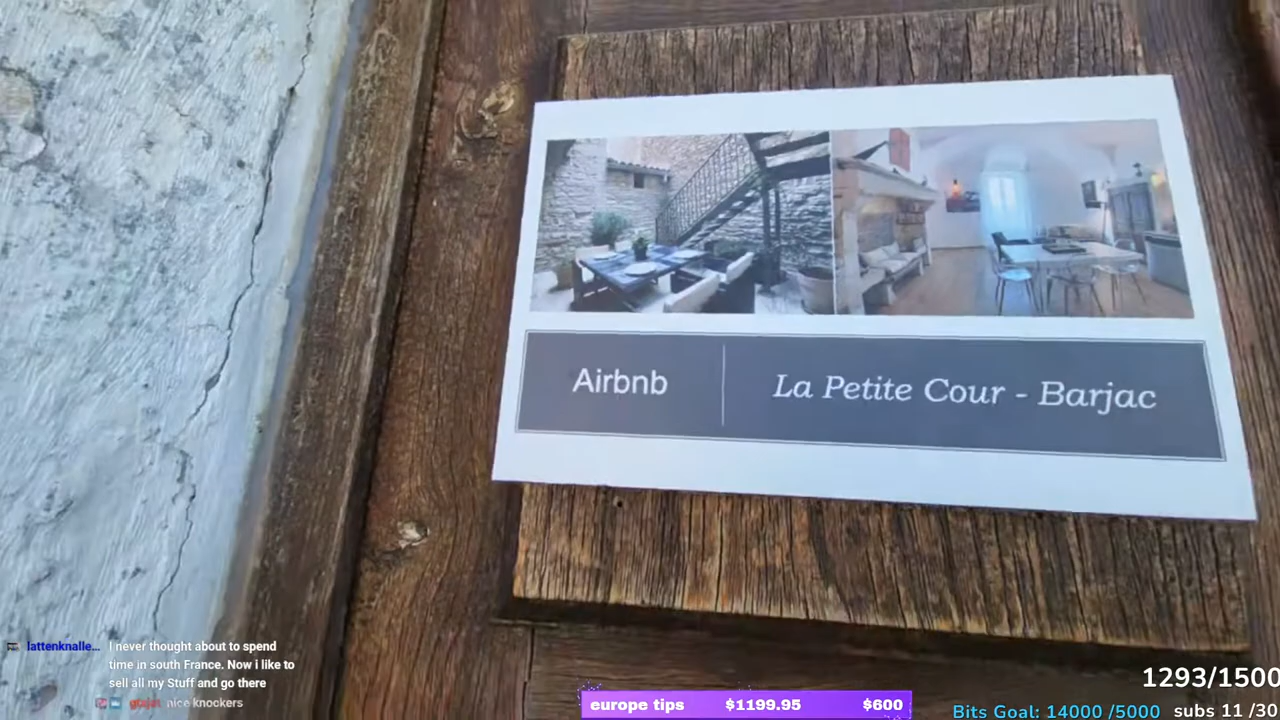 Airbnb
La Petite Cour - Barjac
lattenknalle... I never thought about to spend
time in south France. Now i like to
sell all my Stuff and go there
nice knockers
europe tips $1199.95 $600
1293/1500
Bits Goal: 14000 /5000 subs 11 /30